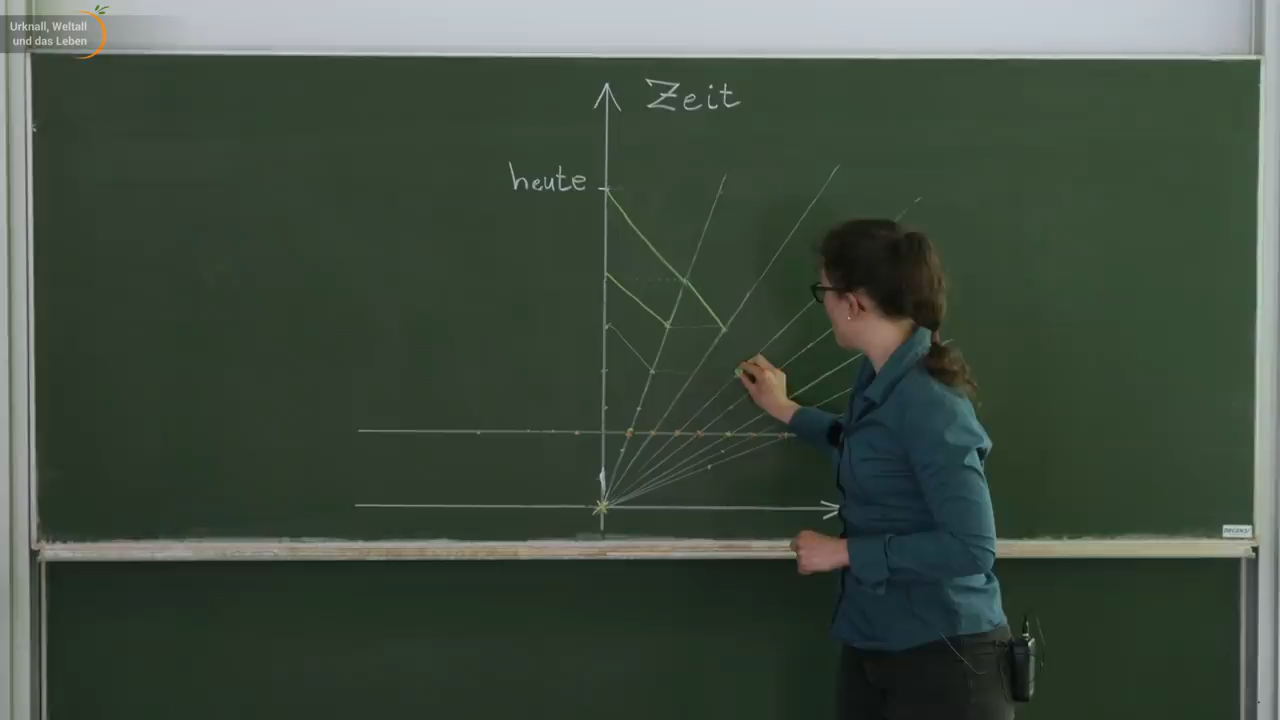 Urknall, Weltall
und das Leben
Zeit
heute